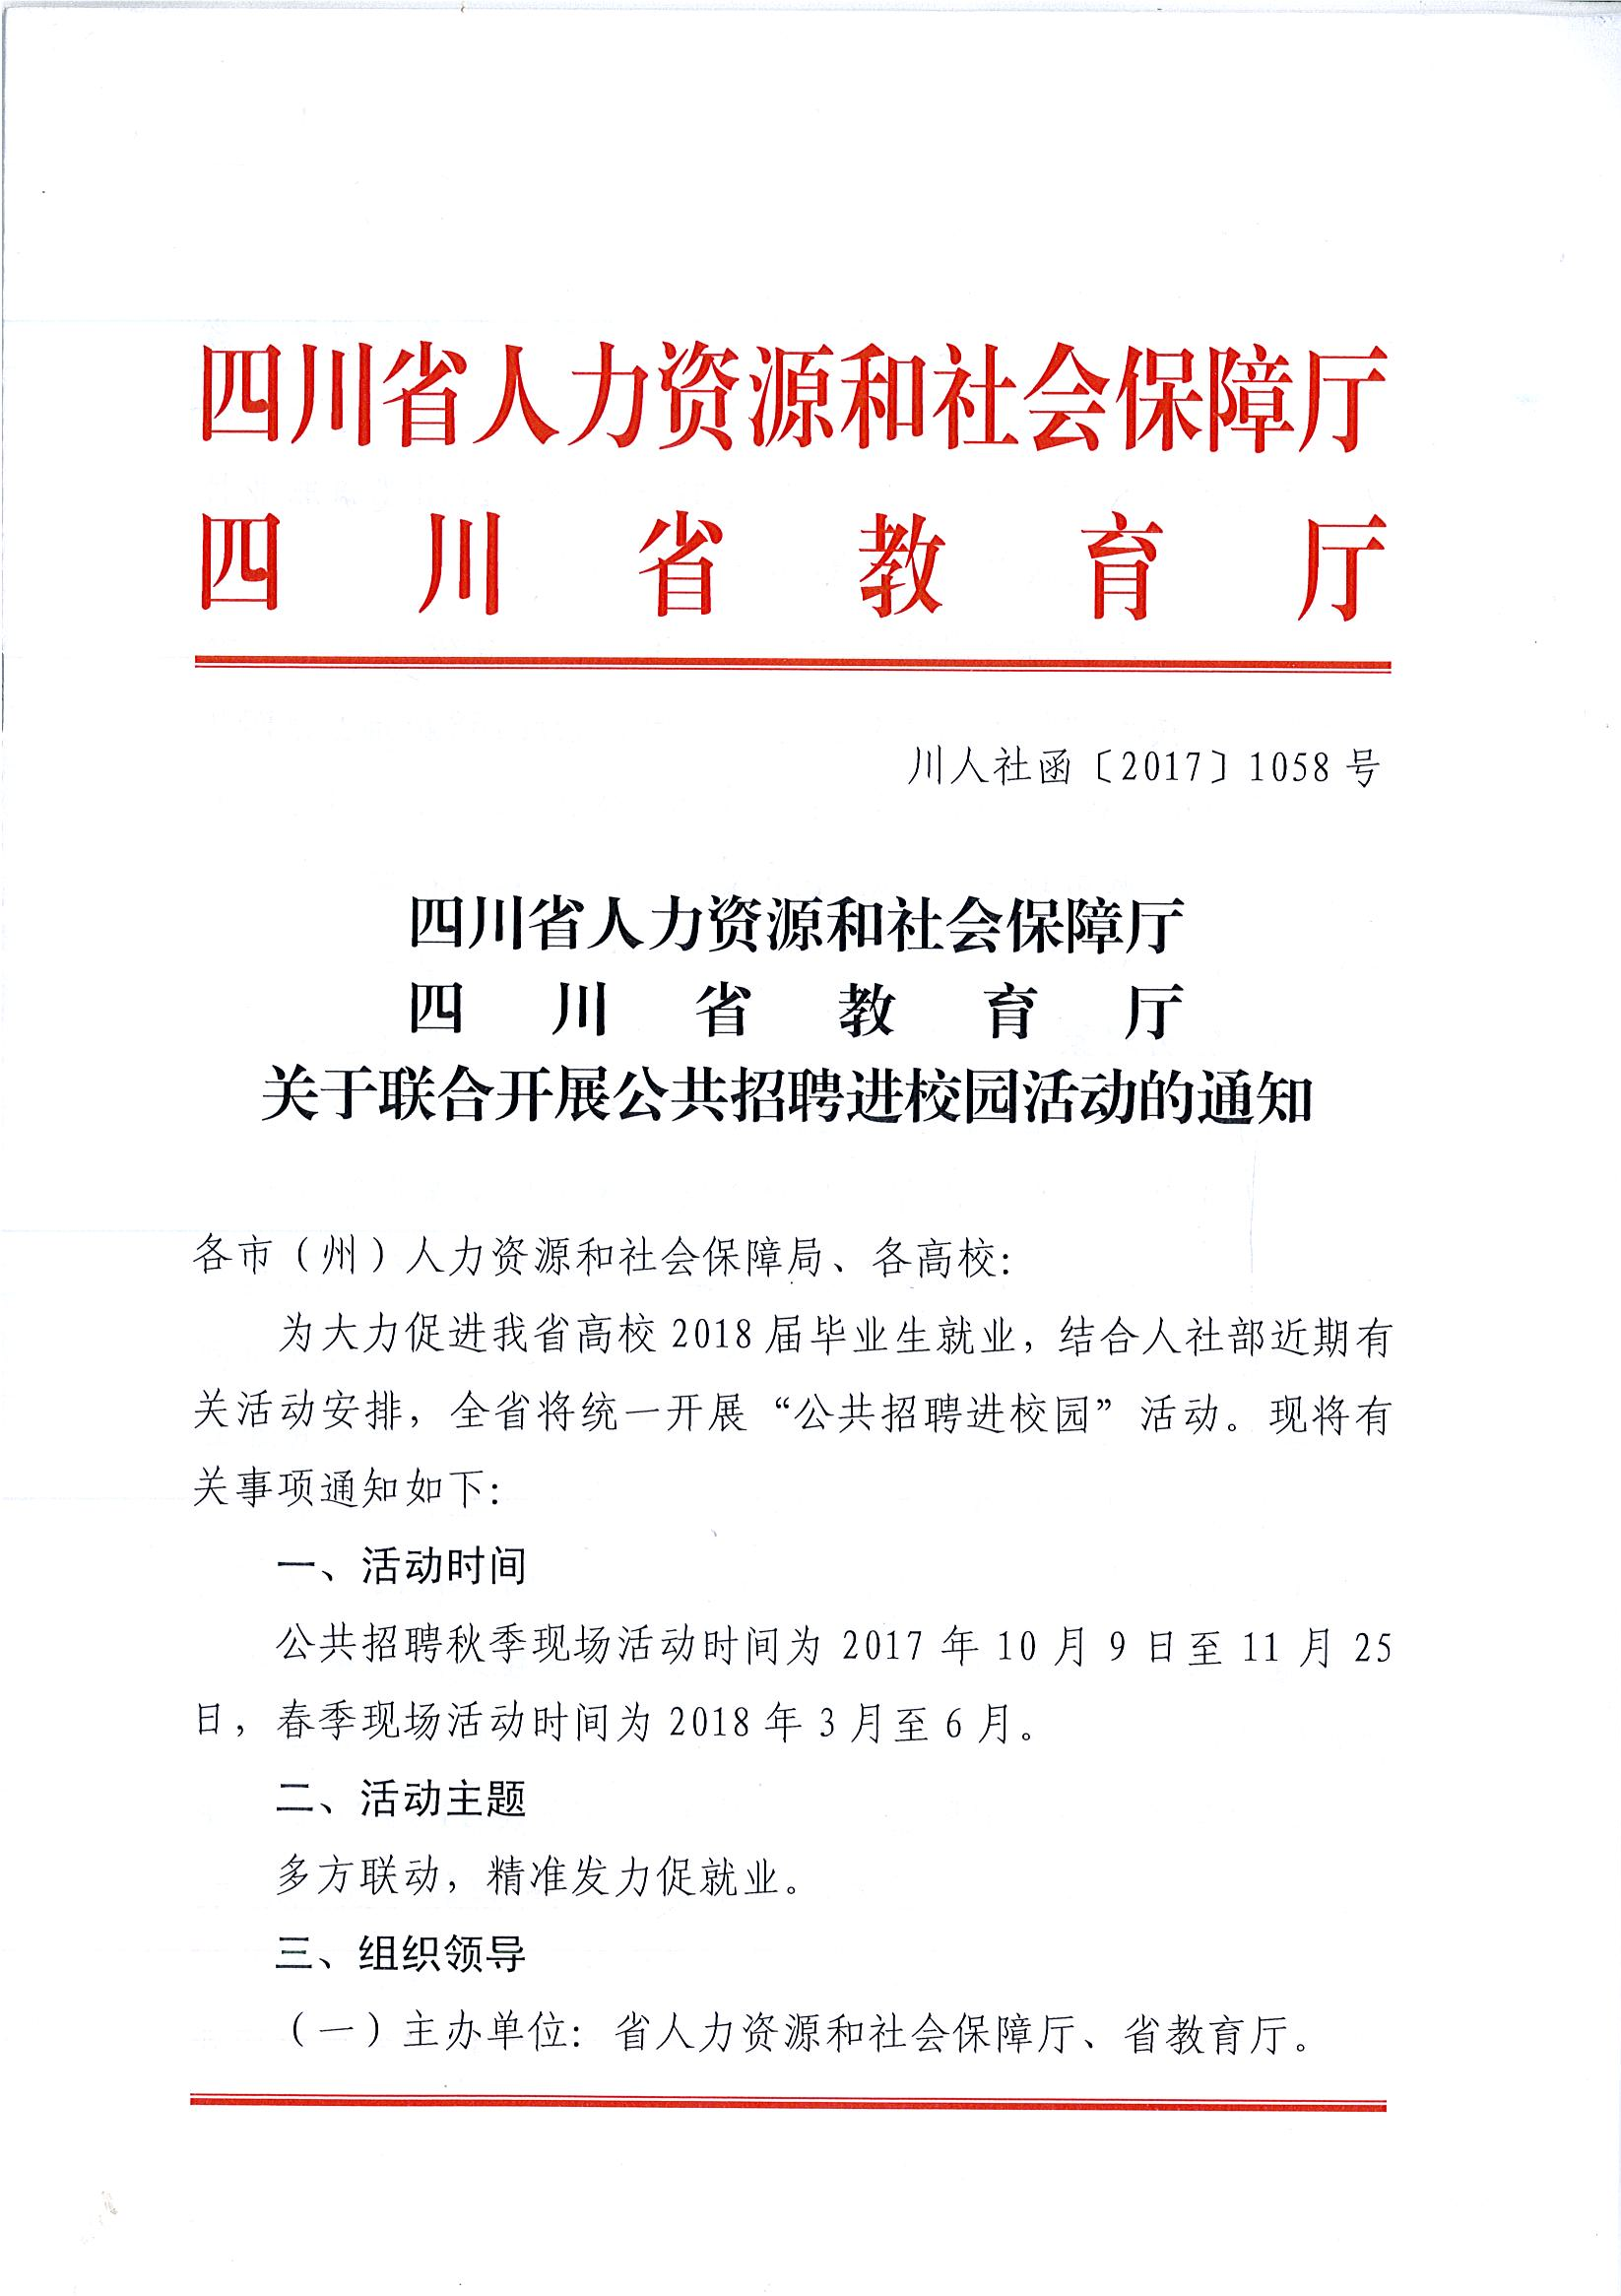 四川省人力资源和社会保障厅
四川省教育厅
川人社函〔2017〕1058号
四川省人力资源和社会保障厅
四川省教育厅
关于联合开展公共招聘进校园活动的通知
各市（州）人力资源和社会保障局、各高校：
为大力促进我省高校2018届毕业生就业，结合人社部近期有
关活动安排，全省将统一开展“公共招聘进校园”活动。现将有
关事项通知如下：
一、活动时间
公共招聘秋季现场活动时间为2017年10月9日至11月25
日，春季现场活动时间为2018年3月至6月。
二、活动主题
多方联动，精准发力促就业。
三、组织领导
（一）主办单位：省人力资源和社会保障厅、省教育厅。